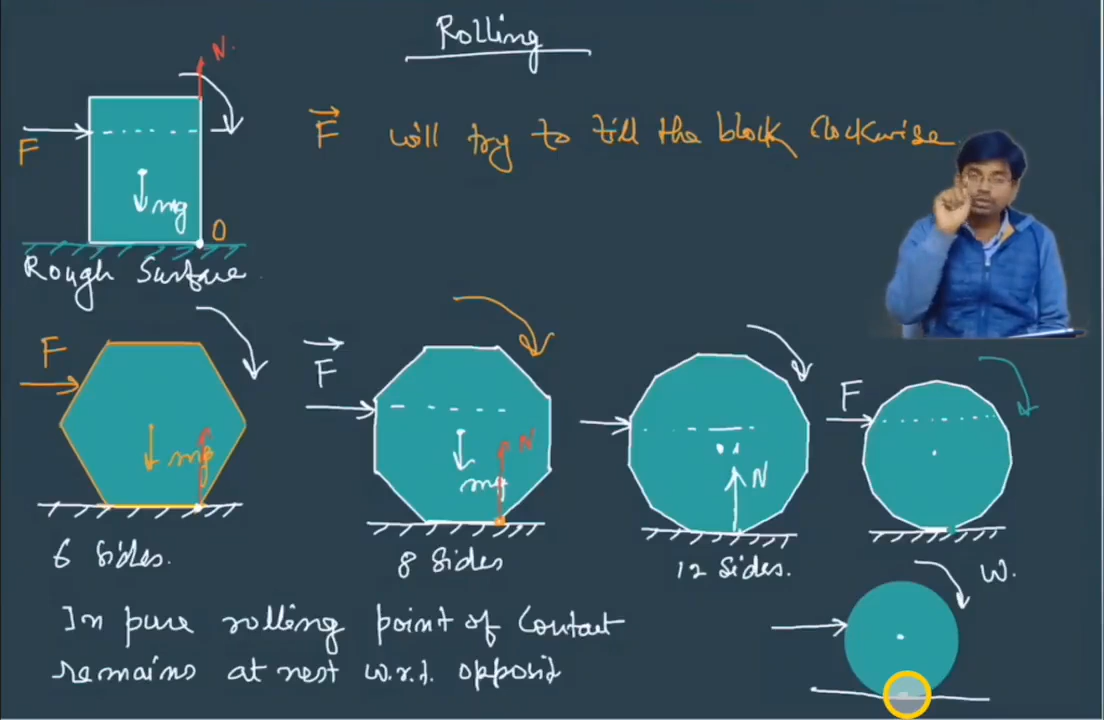 Rolling
N.
F
F will try to till the block clockwise
mg
O
Rough Surface
F
mg
6 sides.
F
N
mg
8 Sides
N
12 Sides.
F
W.
In pure rolling point of Contact
remains at rest w.r.t. opposit